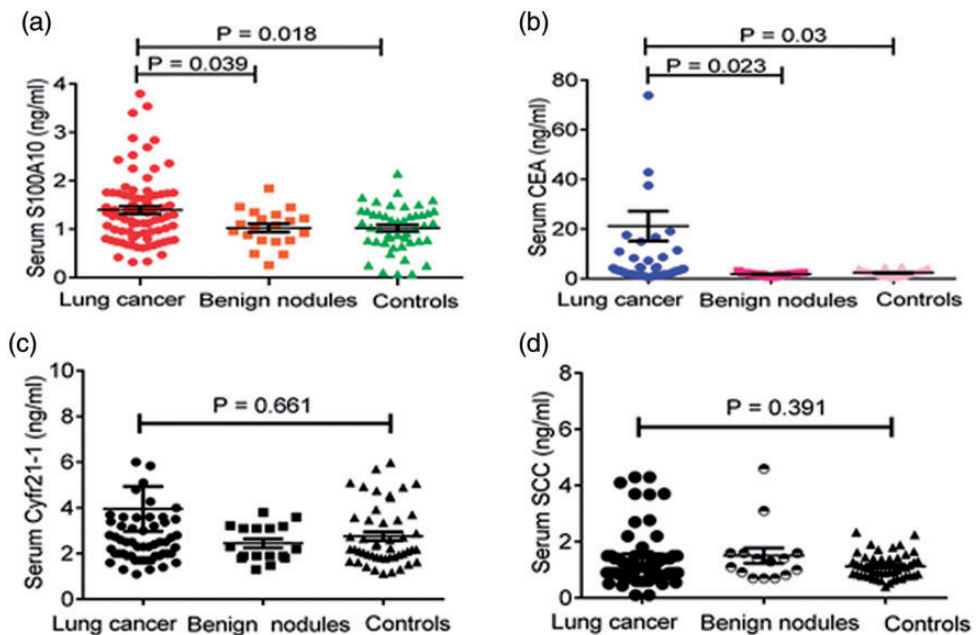 (a)
P = 0.018
P = 0.039
Serum S100A10 (ng/ml)
4
3
2
1
0
Lung cancer Benign nodules Controls
(b)
P = 0.03
P = 0.023
Serum CEA (ng/ml)
80
60
40
20
0
Lung cancer Benign nodules Controls
(c)
P = 0.661
Serum Cyfr21-1 (ng/ml)
10
8
6
4
2
0
Lung cancer Benign nodules Controls
(d)
P = 0.391
Serum SCC (ng/ml)
8
6
4
2
0
Lung cancer Benign nodules Controls